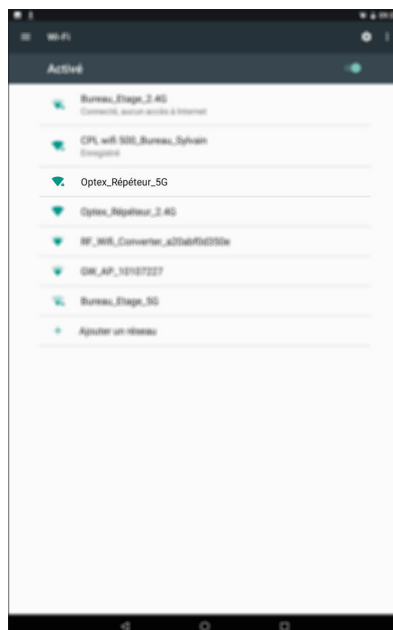 Wi-Fi
Activé
Bureau_Etage_2.4G
Connecté, aucun accès à Internet
CPL wifi 500_Bureau_Sylvain
Enregistré
Optex_Répéteur_5G
Optex_Répéteur_2.4G
RF_Wifi_Converter_a20abf0d350e
GW_AP_10107227
Bureau_Etage_5G
Ajouter un réseau